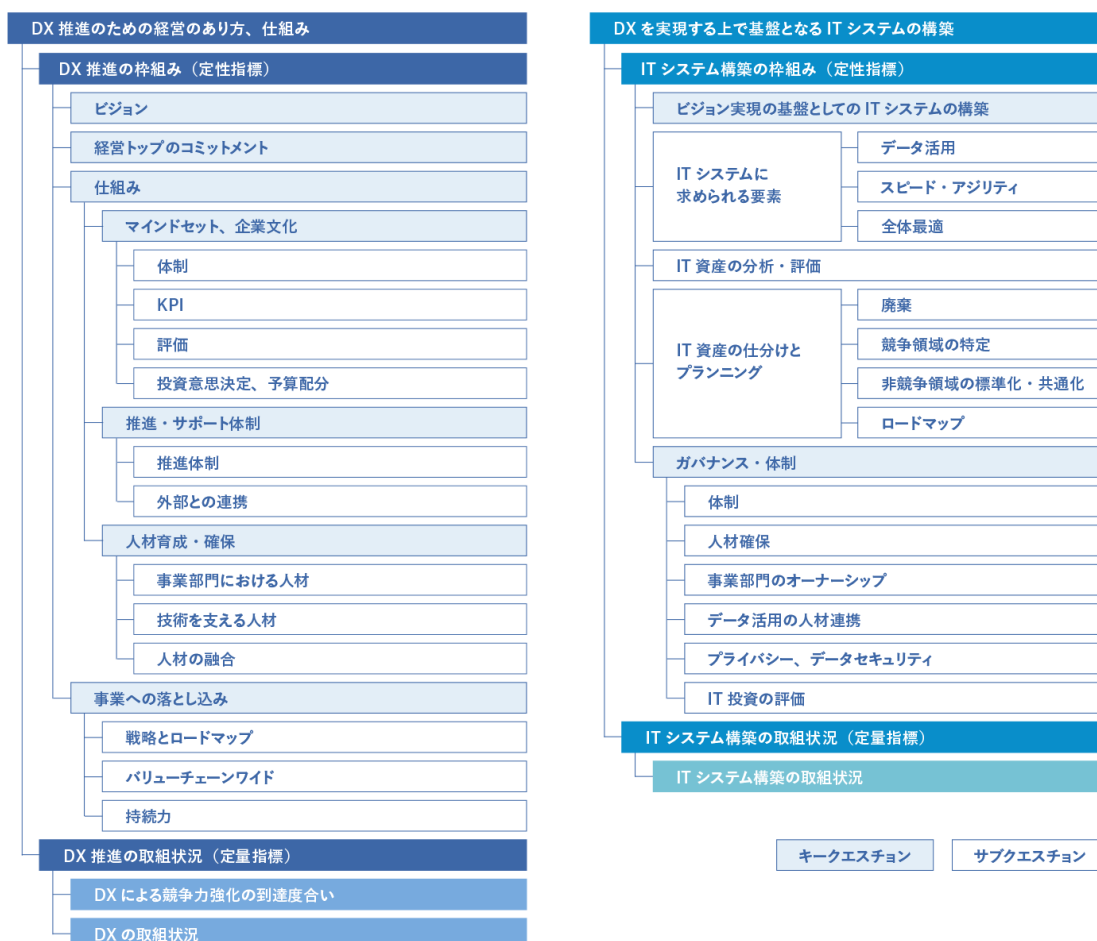 DX 推進のための経営のあり方、仕組み
DX 推進の枠組み（定性指標）
ビジョン
経営トップのコミットメント
仕組み
マインドセット、企業文化
体制
KPI
評価
投資意思決定、予算配分
推進・サポート体制
推進体制
外部との連携
人材育成・確保
事業部門における人材
技術を支える人材
人材の融合
事業への落とし込み
戦略とロードマップ
バリューチェーンワイド
持続力
DX 推進の取組状況（定量指標）
DX による競争力強化の到達度合い
DX の取組状況
DX を実現する上で基盤となる IT システムの構築
IT システム構築の枠組み（定性指標）
ビジョン実現の基盤としての IT システムの構築
IT システムに
求められる要素
データ活用
スピード・アジリティ
全体最適
IT 資産の分析・評価
IT 資産の仕分けと
プランニング
廃棄
競争領域の特定
非競争領域の標準化・共通化
ロードマップ
ガバナンス・体制
体制
人材確保
事業部門のオーナーシップ
データ活用の人材連携
プライバシー、データセキュリティ
IT 投資の評価
IT システム構築の取組状況（定量指標）
IT システム構築の取組状況
キークエスチョン
サブクエスチョン